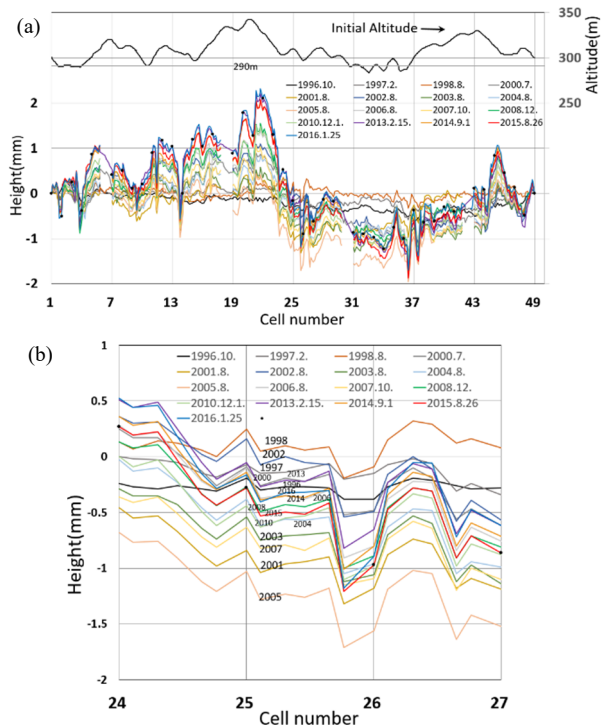 (a)
350
Initial Altitude
300
290m
250
Altitude(m)
1996.10. 1997.2. 1998.8. 2000.7.
2001.8. 2002.8. 2003.8. 2004.8.
2005.8. 2006.8. 2007.10. 2008.12.
2010.12.1. 2013.2.15. 2014.9.1 2015.8.26
2016.1.25
2
1
0
-1
-2
Height(mm)
1 7 13 19 25 31 37 43 49
Cell number
(b)
1
0.5
0
-0.5
-1
-1.5
-2
Height(mm)
1996.10. 1997.2. 1998.8. 2000.7.
2001.8. 2002.8. 2003.8. 2004.8.
2005.8. 2006.8. 2007.10. 2008.12.
2010.12.1. 2013.2.15. 2014.9.1 2015.8.26
2016.1.25
1998
2002
1997
2000 2013
1996
2016
2014 2006
2008
2015
2010 2004
2003
2007
2001
2005
24 25 26 27
Cell number